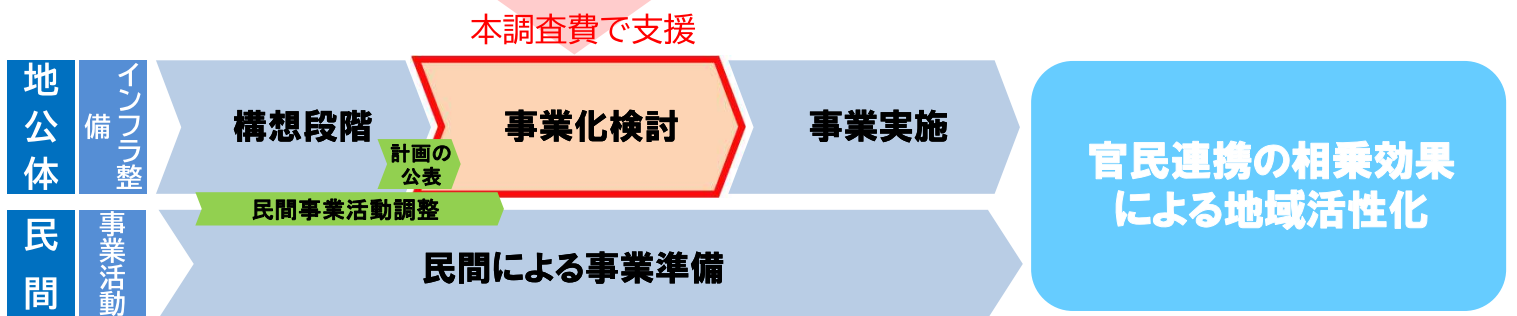 本調査費で支援
地公体
インフラ整
備
構想段階
事業化検討
事業実施
計画の
公表
民間事業活動調整
民間
事業活動
民間による事業準備
官民連携の相乗効果
による地域活性化